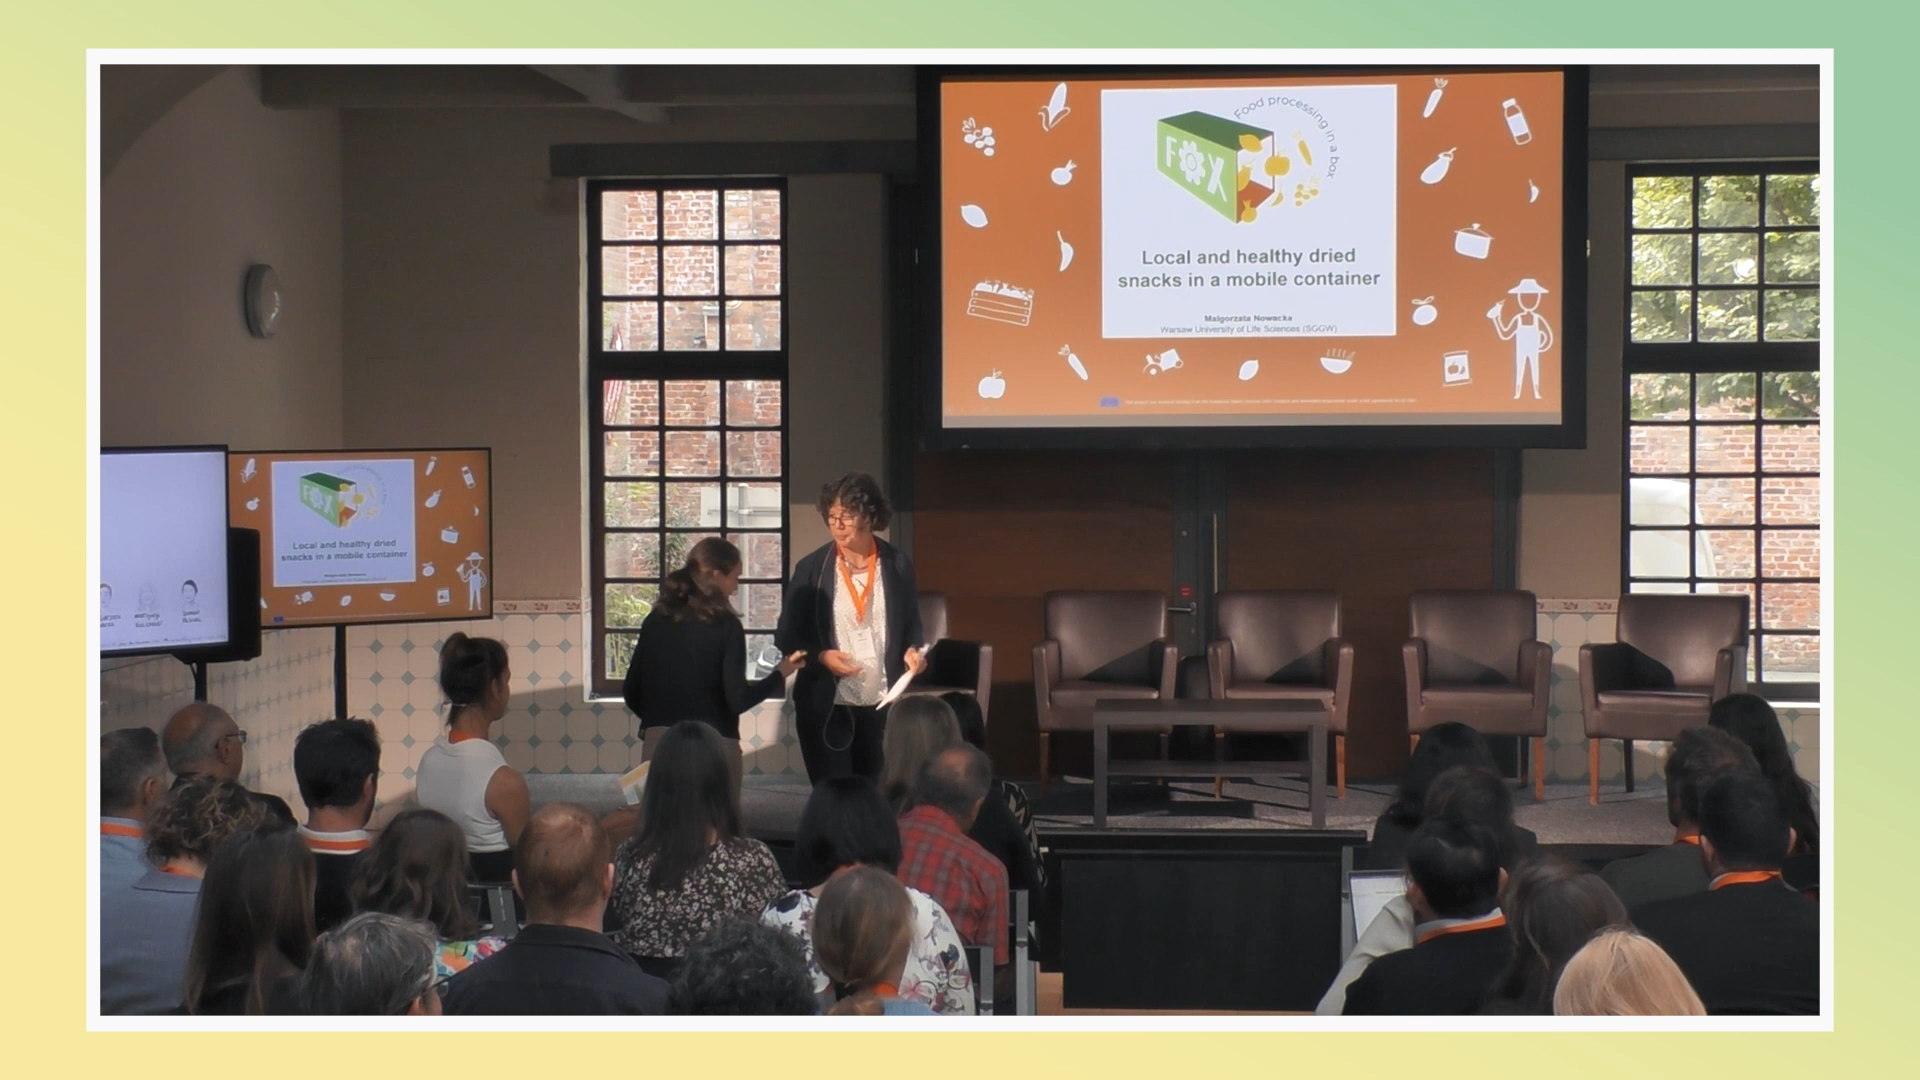 Food processing in a box
FOX
Local and healthy dried
snacks in a mobile container
Malgorzata Nowacka
Warsaw University of Life Sciences (SGGW)
FOX
Local and healthy dried
snacks in a mobile container